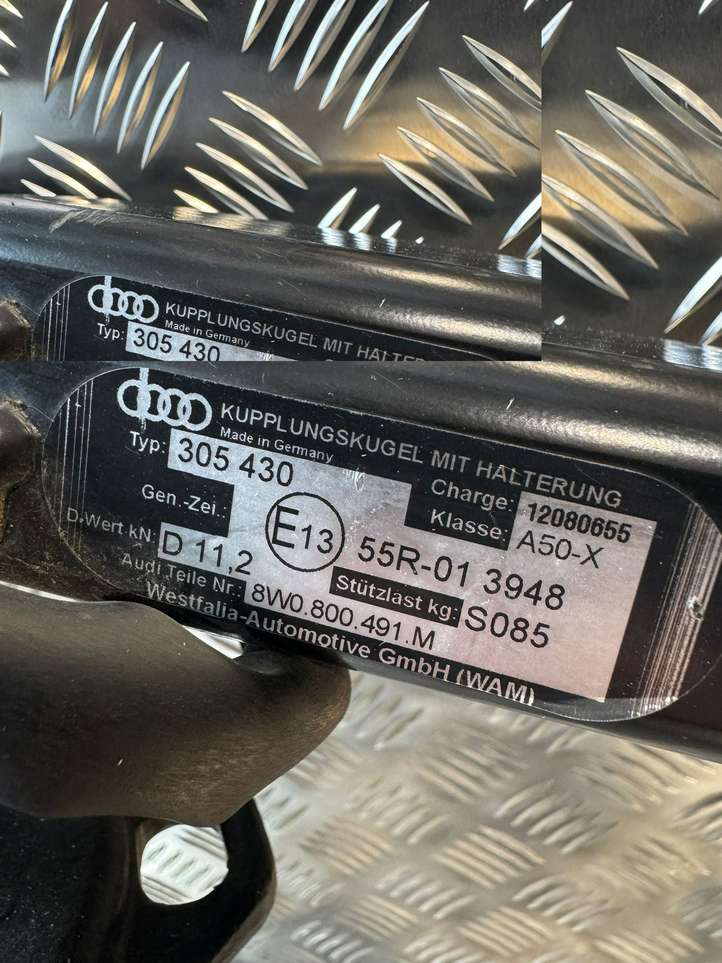 KUPPLUNGSKUGEL MIT HALTERUNG
Made in Germany
Typ: 305 430
KUPPLUNGSKUGEL MIT HALTERUNG
Made in Germany
Typ: 305 430
Charge: 12080655
Klasse: A50-X
Gen.-Zei.: E13 55R-01 3948
D-Wert kN: D 11,2
Stützlast kg: S085
Audi Teile Nr.: 8W0.800.491.M
Westfalia-Automotive GmbH (WAM)